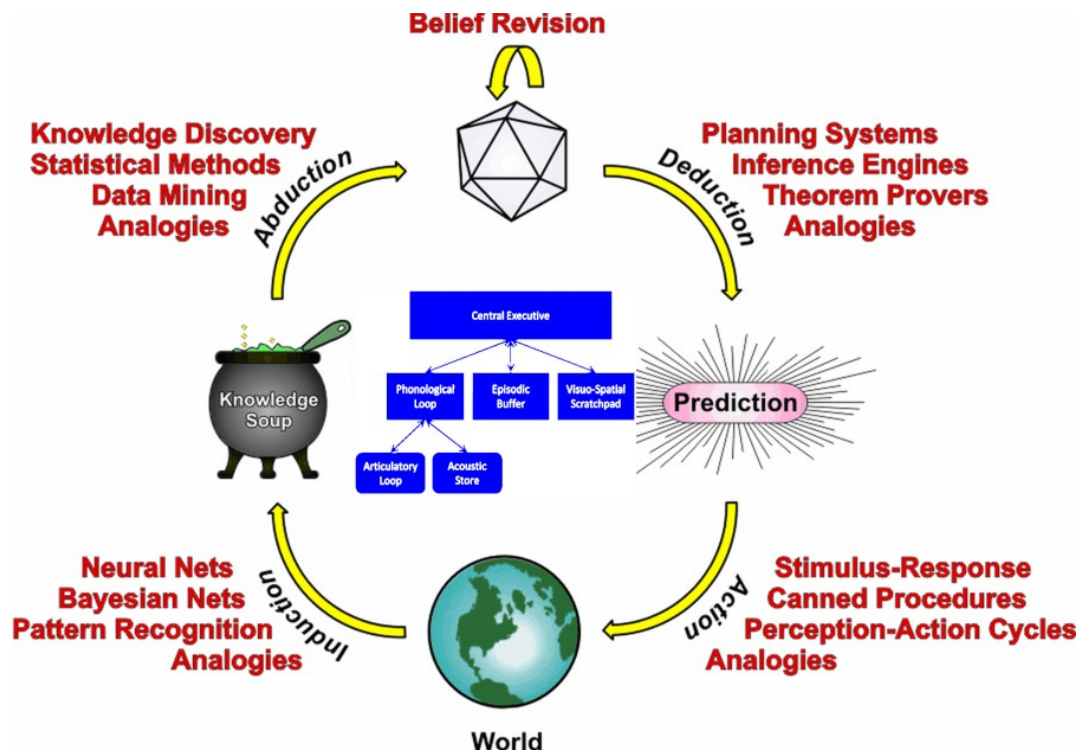 Belief Revision
Knowledge Discovery
Statistical Methods
Data Mining
Analogies
Abduction
Deduction
Planning Systems
Inference Engines
Theorem Provers
Analogies
Central Executive
Phonological
Loop
Episodic
Buffer
Visuo-Spatial
Scratchpad
Articulatory
Loop
Acoustic
Store
Knowledge
Soup
Prediction
Neural Nets
Bayesian Nets
Pattern Recognition
Analogies
Induction
Action
Stimulus-Response
Canned Procedures
Perception-Action Cycles
Analogies
World